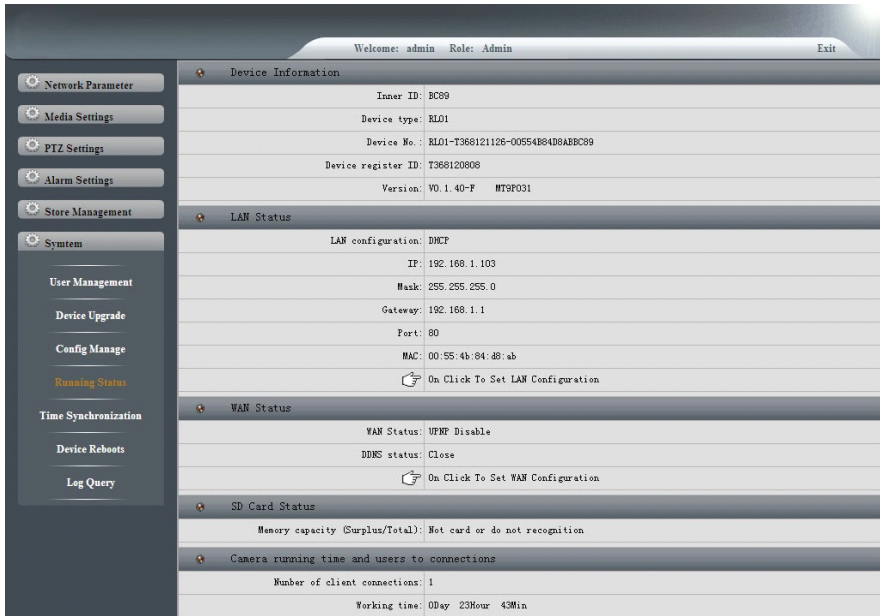 Welcome: admin Role: Admin Exit
Network Parameter
Media Settings
PTZ Settings
Alarm Settings
Store Management
Symtem
User Management
Device Upgrade
Config Manage
Running Status
Time Synchronization
Device Reboots
Log Query
Device Information
Inner ID: BC89
Device type: RL01
Device No.: RL01-T368121126-00554B84D8ABBC89
Device register ID: T368120808
Version: V0.1.40-F MT9P031
LAN Status
LAN configuration: DHCP
IP: 192.168.1.103
Mask: 255.255.255.0
Gateway: 192.168.1.1
Port: 80
MAC: 00:55:4b:84:d8:ab
On Click To Set LAN Configuration
WAN Status
WAN Status: UPNP Disable
DDNS status: Close
On Click To Set WAN Configuration
SD Card Status
Memory capacity (Surplus/Total): Not card or do not recognition
Camera running time and users to connections
Number of client connections: 1
Working time: 0Day 23Hour 43Min